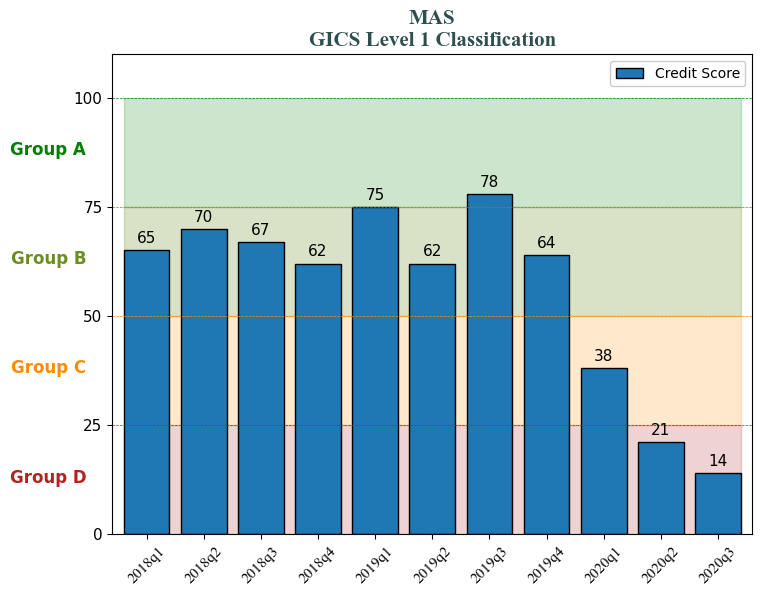 MAS
GICS Level 1 Classification
Credit Score
100
75
50
25
0
Group A
Group B
Group C
Group D
65
70
67
62
75
62
78
64
38
21
14
2018q1
2018q2
2018q3
2018q4
2019q1
2019q2
2019q3
2019q4
2020q1
2020q2
2020q3